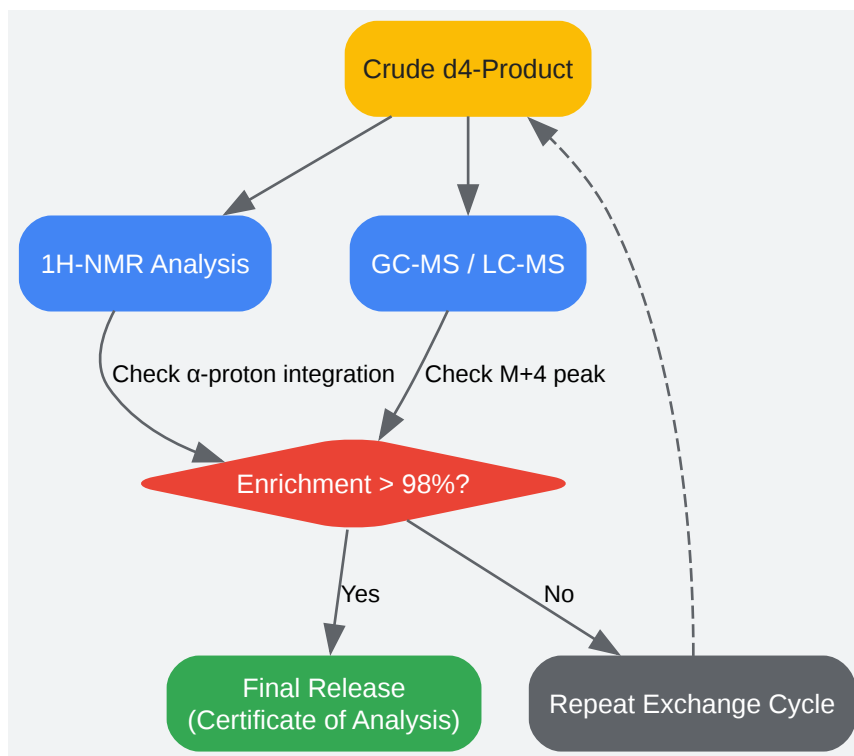 Crude d4-Product
1H-NMR Analysis
GC-MS / LC-MS
Check α-proton integration
Check M+4 peak
Enrichment > 98%?
Yes
No
Final Release
(Certificate of Analysis)
Repeat Exchange Cycle